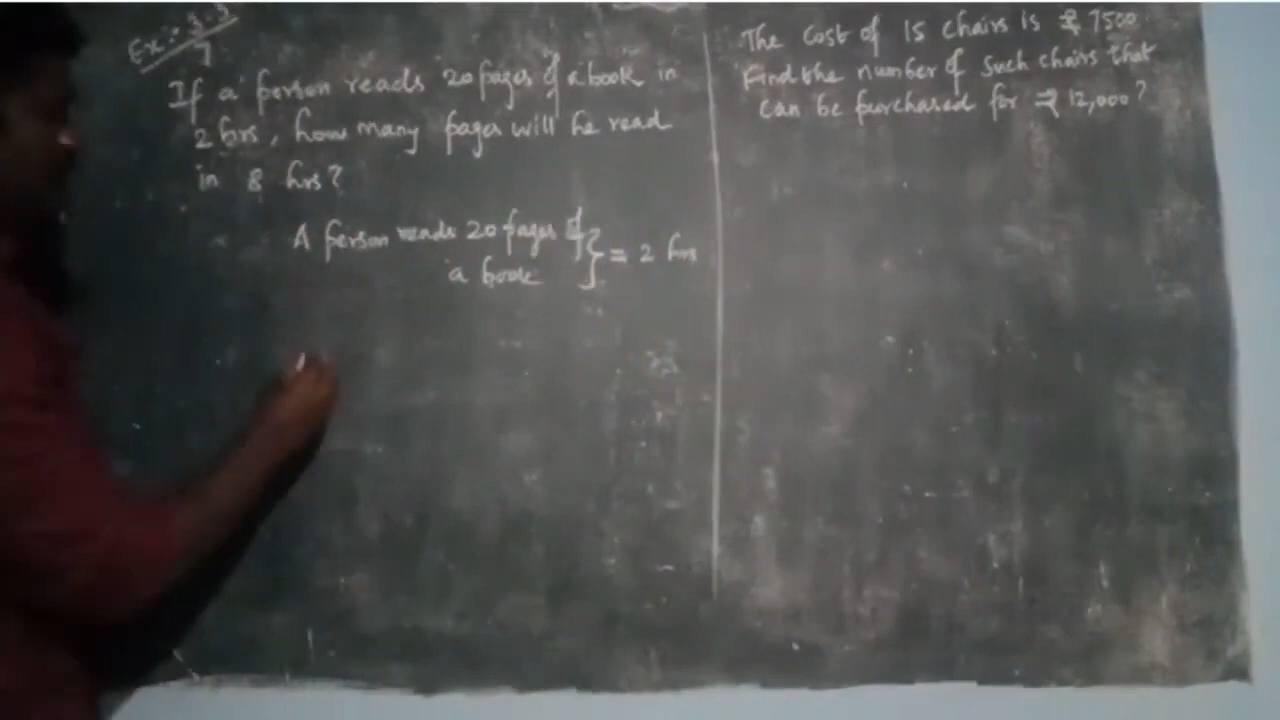 Ex:- 3.3
7
If a person reads 20 pages of a book in
2 hrs, how many pages will he read
in 8 hrs?
A person reads 20 pages of
a book } = 2 hrs
The cost of 15 chairs is ₹ 7500
Find the number of such chairs that
can be purchased for ₹ 12,000?